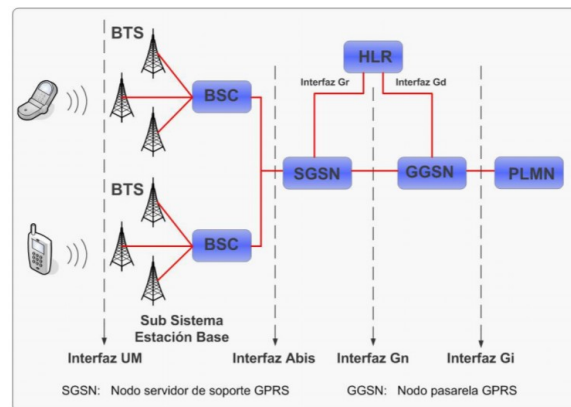 BTS
HLR
Interfaz Gr
Interfaz Gd
BSC
SGSN
GGSN
PLMN
BTS
BSC
Sub Sistema
Estación Base
Interfaz UM
Interfaz Abis
Interfaz Gn
Interfaz Gi
SGSN: Nodo servidor de soporte GPRS
GGSN: Nodo pasarela GPRS